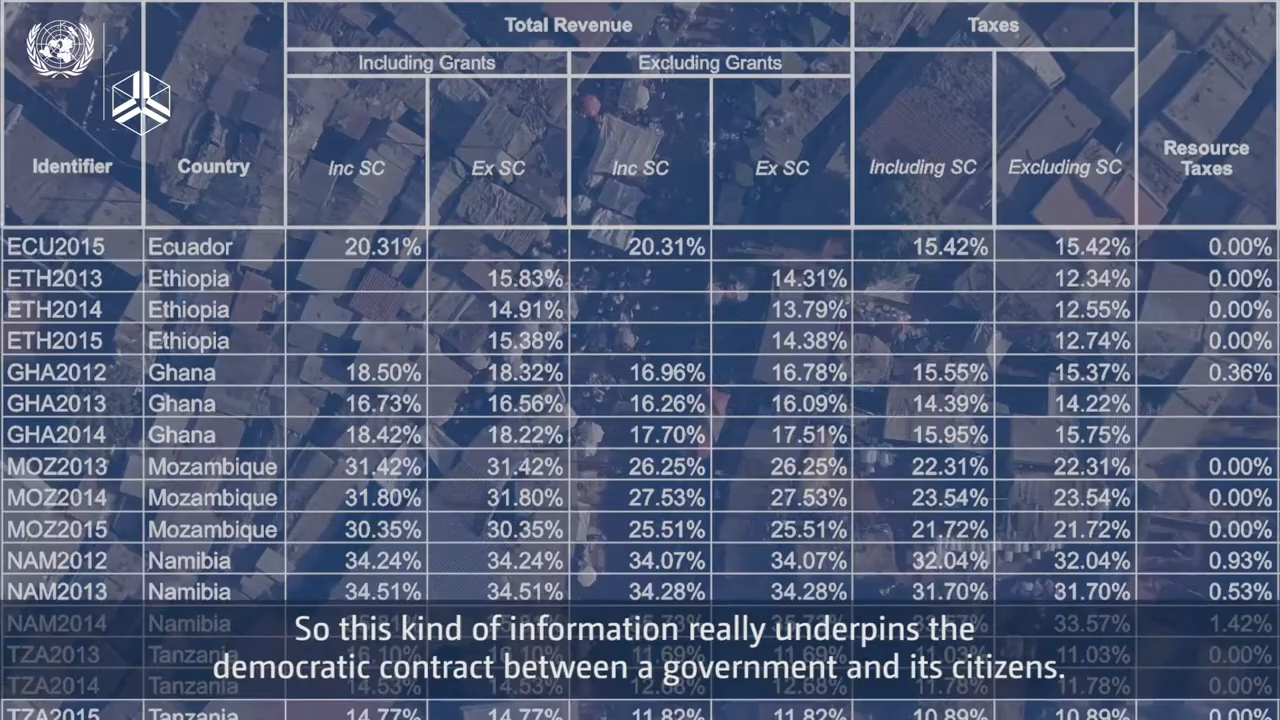 Total Revenue Taxes
Including Grants Excluding Grants
Identifier Country Inc SC Ex SC Inc SC Ex SC Including SC Excluding SC Resource Taxes
ECU2015 Ecuador 20.31% 20.31% 15.42% 15.42% 0.00%
ETH2013 Ethiopia 15.83% 14.31% 12.34% 0.00%
ETH2014 Ethiopia 14.91% 13.79% 12.55% 0.00%
ETH2015 Ethiopia 15.38% 14.38% 12.74% 0.00%
GHA2012 Ghana 18.50% 18.32% 16.96% 16.78% 15.55% 15.37% 0.36%
GHA2013 Ghana 16.73% 16.56% 16.26% 16.09% 14.39% 14.22%
GHA2014 Ghana 18.42% 18.22% 17.70% 17.51% 15.95% 15.75%
MOZ2013 Mozambique 31.42% 31.42% 26.25% 26.25% 22.31% 22.31% 0.00%
MOZ2014 Mozambique 31.80% 31.80% 27.53% 27.53% 23.54% 23.54% 0.00%
MOZ2015 Mozambique 30.35% 30.35% 25.51% 25.51% 21.72% 21.72% 0.00%
NAM2012 Namibia 34.24% 34.24% 34.07% 34.07% 32.04% 32.04% 0.93%
NAM2013 Namibia 34.51% 34.51% 34.28% 34.28% 31.70% 31.70% 0.53%
NAM2014 Namibia 33.57% 1.42%
TZA2013 Tanzania 11.03% 0.00%
TZA2014 Tanzania 14.53% 14.53% 12.68% 11.78% 11.78% 0.00%
TZA2015 Tanzania 14.77% 14.77% 11.82% 11.82% 10.89% 10.89% 0.00%
So this kind of information really underpins the
democratic contract between a government and its citizens.